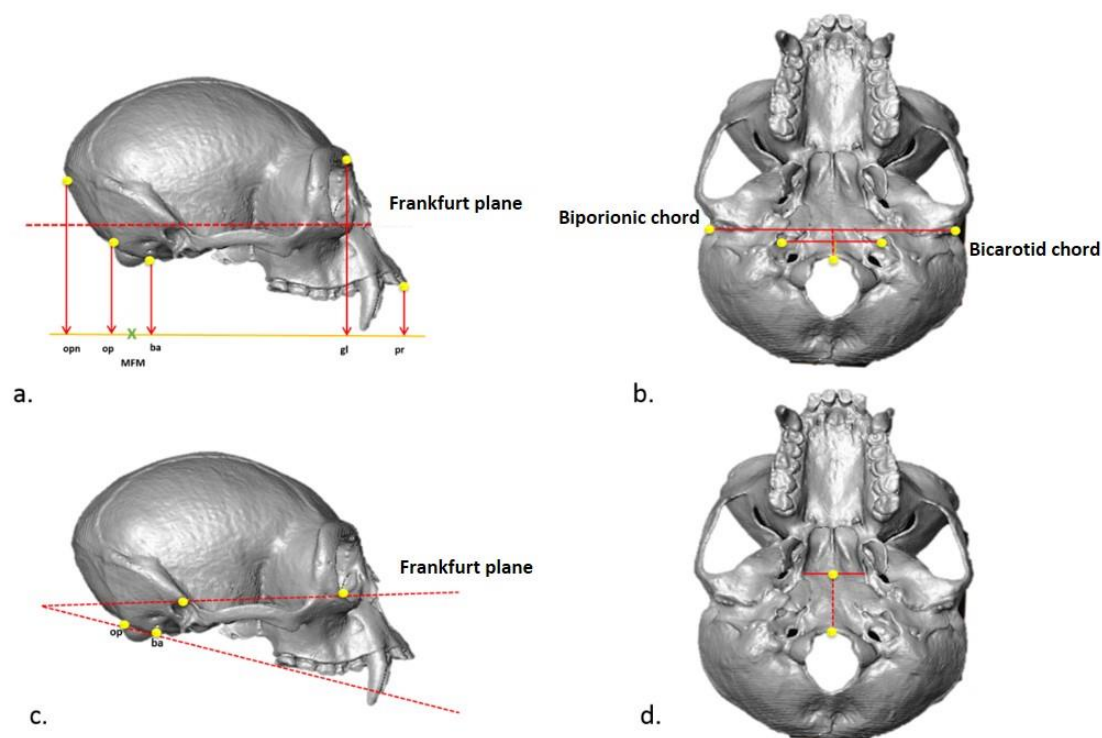 Frankfurt plane
opn op ba gl pr
X
MFM
a.
Biporionic chord
Bicarotid chord
b.
Frankfurt plane
op
ba
c.
d.